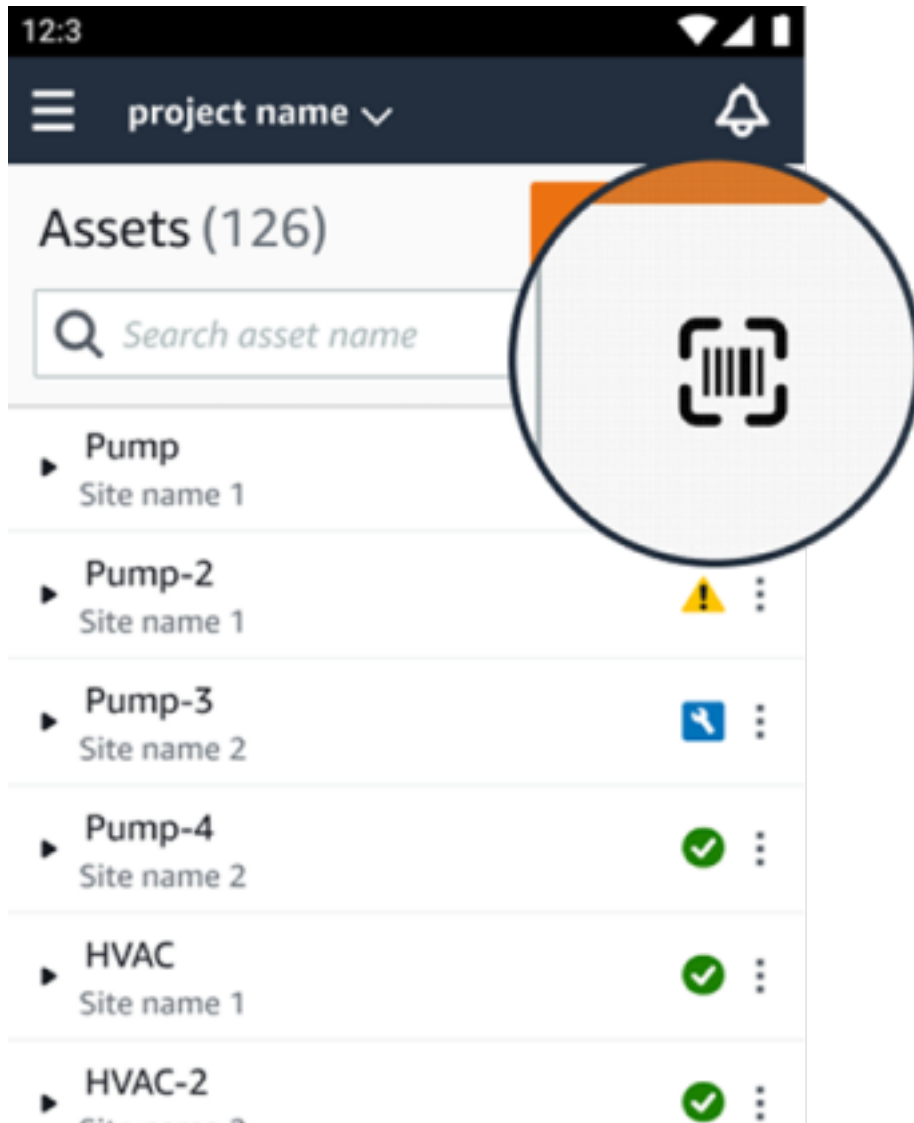 12:3
project name
Assets (126)
Search asset name
Pump
Site name 1
Pump-2
Site name 1
Pump-3
Site name 2
Pump-4
Site name 2
HVAC
Site name 1
HVAC-2